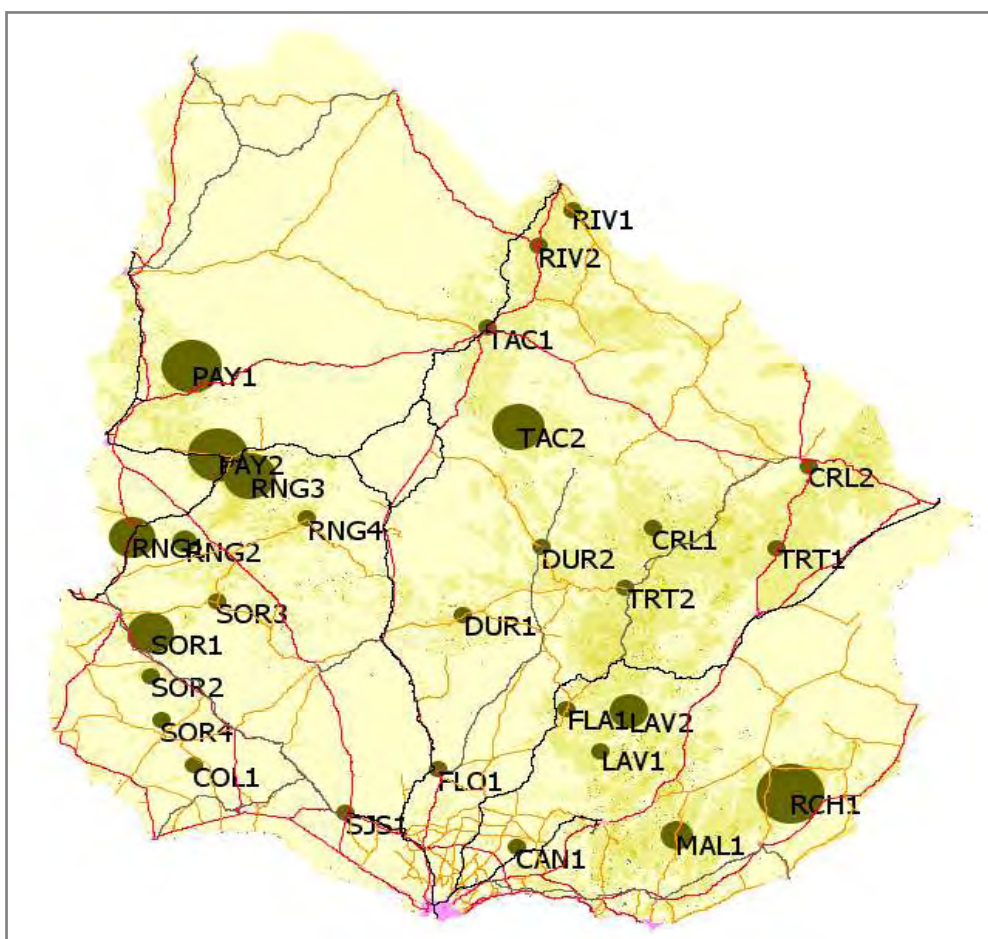 RIV1
RIV2
TAC1
PAY1
TAC2
PAY2
CRL2
RNG3
RNG4
CRL1
RNG1
RNG2
DUR2
TRT1
TRT2
SOR3
DUR1
SOR1
SOR2
FLA1
LAV2
SOR4
LAV1
COL1
FLO1
RCH1
SJS1
MAL1
CAN1